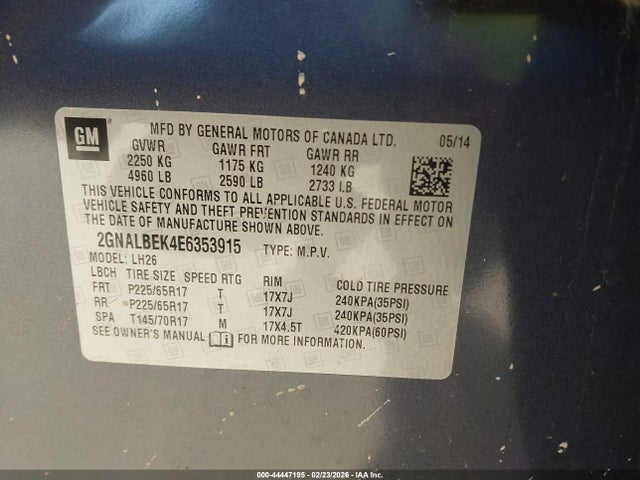 GM
MFD BY GENERAL MOTORS OF CANADA LTD. 05/14
GVWR GAWR FRT GAWR RR
2250 KG 1175 KG 1240 KG
4960 LB 2590 LB 2733 LB
THIS VEHICLE CONFORMS TO ALL APPLICABLE U.S. FEDERAL MOTOR
VEHICLE SAFETY AND THEFT PREVENTION STANDARDS IN EFFECT ON
THE DATE OF MANUFACTURE SHOWN ABOVE.
2GNALBEK4E6353915 TYPE: M.P.V.
MODEL: LH26
LBCH TIRE SIZE SPEED RTG RIM COLD TIRE PRESSURE
FRT P225/65R17 T 17X7J 240KPA(35PSI)
RR P225/65R17 T 17X7J 240KPA(35PSI)
SPA T145/70R17 M 17X4.5T 420KPA(60PSI)
SEE OWNER'S MANUAL FOR MORE INFORMATION.
000-44447195 - 02/23/2026 - IAA Inc.